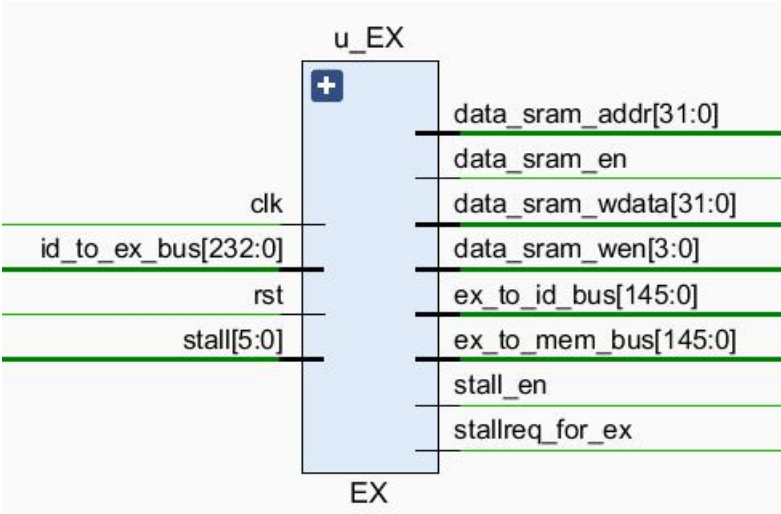 u_EX
data_sram_addr[31:0]
data_sram_en
clk
data_sram_wdata[31:0]
id_to_ex_bus[232:0]
data_sram_wen[3:0]
rst
ex_to_id_bus[145:0]
stall[5:0]
ex_to_mem_bus[145:0]
stall_en
stallreq_for_ex
EX